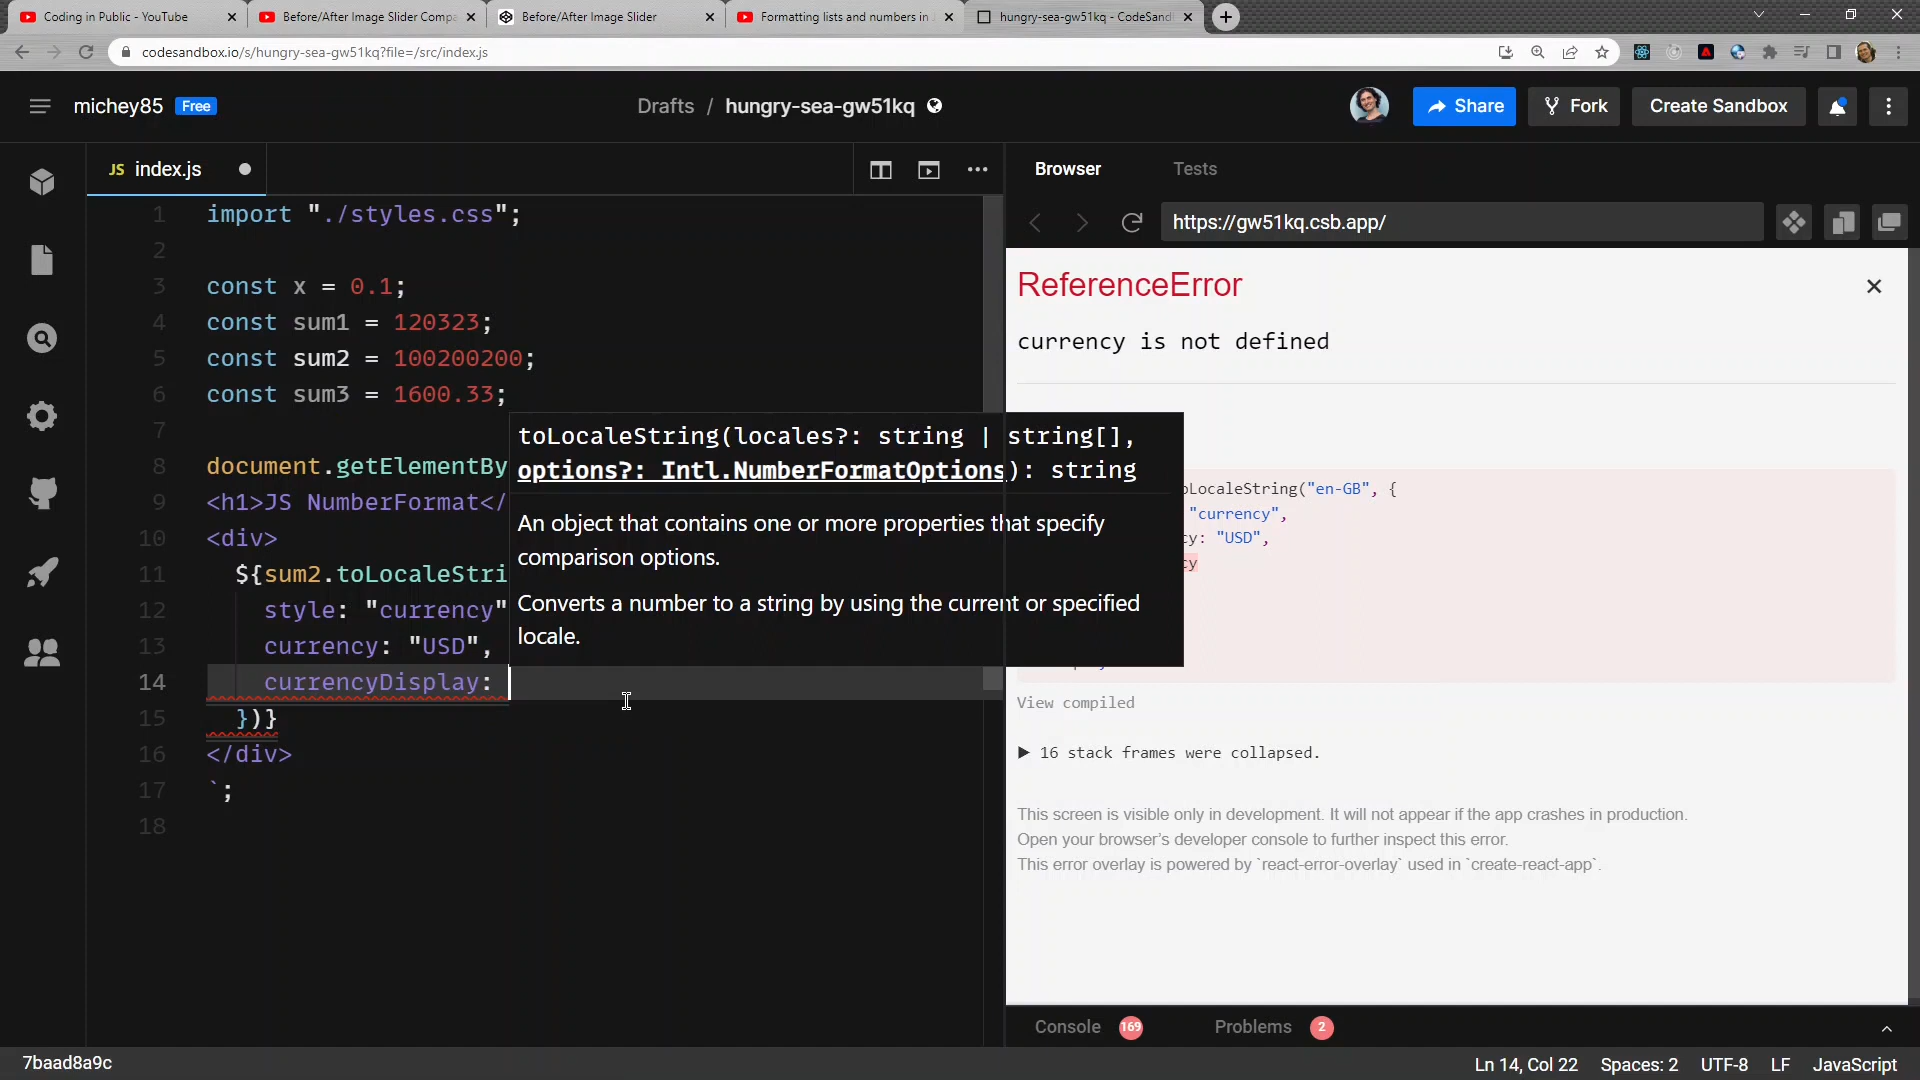 Coding in Public - YouTube
Before/After Image Slider Compa
Before/After Image Slider
Formatting lists and numbers in
hungry-sea-gw51kq - CodeSand
codesandbox.io/s/hungry-sea-gw51kq?file=/src/index.js
michey85 Free
Drafts / hungry-sea-gw51kq
Share
Fork
Create Sandbox
JS index.js
Browser
Tests
https://gw51kq.csb.app/
1 import "./styles.css";
2
3 const x = 0.1;
4 const sum1 = 120323;
5 const sum2 = 100200200;
6 const sum3 = 1600.33;
7
8 document.getElementBy
9 <h1>JS NumberFormat</
10 <div>
11 ${sum2.toLocaleStri
12 style: "currency"
13 currency: "USD",
14 currencyDisplay:
15 })}
16 </div>
17 `;
18
toLocaleString(locales?: string | string[],
options?: Intl.NumberFormatOptions): string
An object that contains one or more properties that specify
comparison options.
Converts a number to a string by using the current or specified
locale.
ReferenceError
currency is not defined
oLocaleString("en-GB", {
"currency",
cy: "USD",
cy
View compiled
▶ 16 stack frames were collapsed.
This screen is visible only in development. It will not appear if the app crashes in production.
Open your browser's developer console to further inspect this error.
This error overlay is powered by `react-error-overlay` used in `create-react-app`.
Console 169
Problems 2
7baad8a9c
Ln 14, Col 22
Spaces: 2
UTF-8
LF
JavaScript